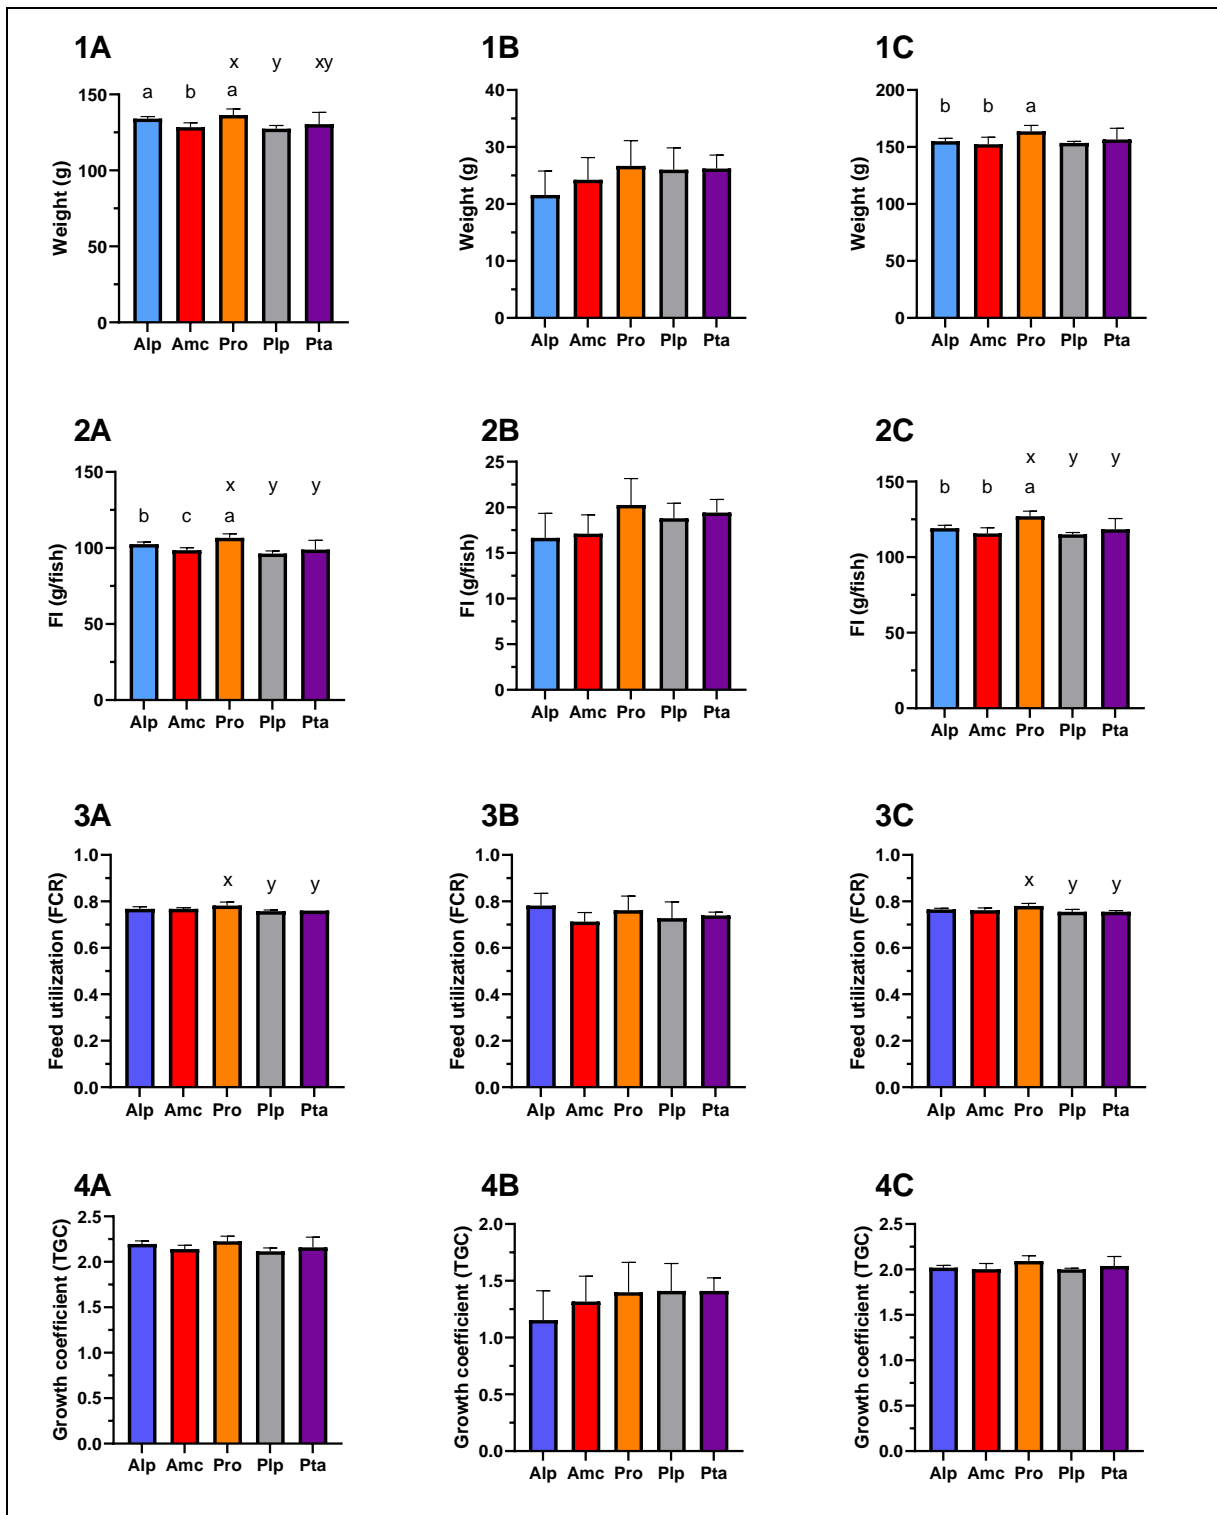 1A
1B
1C
x y xy
a b a
b b a
Weight (g)
150
100
50
0
Alp Amc Pro Plp Pta
Weight (g)
40
30
20
10
0
Alp Amc Pro Plp Pta
Weight (g)
200
150
100
50
0
Alp Amc Pro Plp Pta
2A
2B
2C
x y y
b c a
x y y
b b a
FI (g/fish)
150
100
50
0
Alp Amc Pro Plp Pta
FI (g/fish)
25
20
15
10
5
0
Alp Amc Pro Plp Pta
FI (g/fish)
150
100
50
0
Alp Amc Pro Plp Pta
3A
3B
3C
x y y
x y y
Feed utilization (FCR)
1.0
0.8
0.6
0.4
0.2
0.0
Alp Amc Pro Plp Pta
Feed utilization (FCR)
1.0
0.8
0.6
0.4
0.2
0.0
Alp Amc Pro Plp Pta
Feed utilization (FCR)
1.0
0.8
0.6
0.4
0.2
0.0
Alp Amc Pro Plp Pta
4A
4B
4C
Growth coefficient (TGC)
2.5
2.0
1.5
1.0
0.5
0.0
Alp Amc Pro Plp Pta
Growth coefficient (TGC)
2.0
1.5
1.0
0.5
0.0
Alp Amc Pro Plp Pta
Growth coefficient (TGC)
2.5
2.0
1.5
1.0
0.5
0.0
Alp Amc Pro Plp Pta